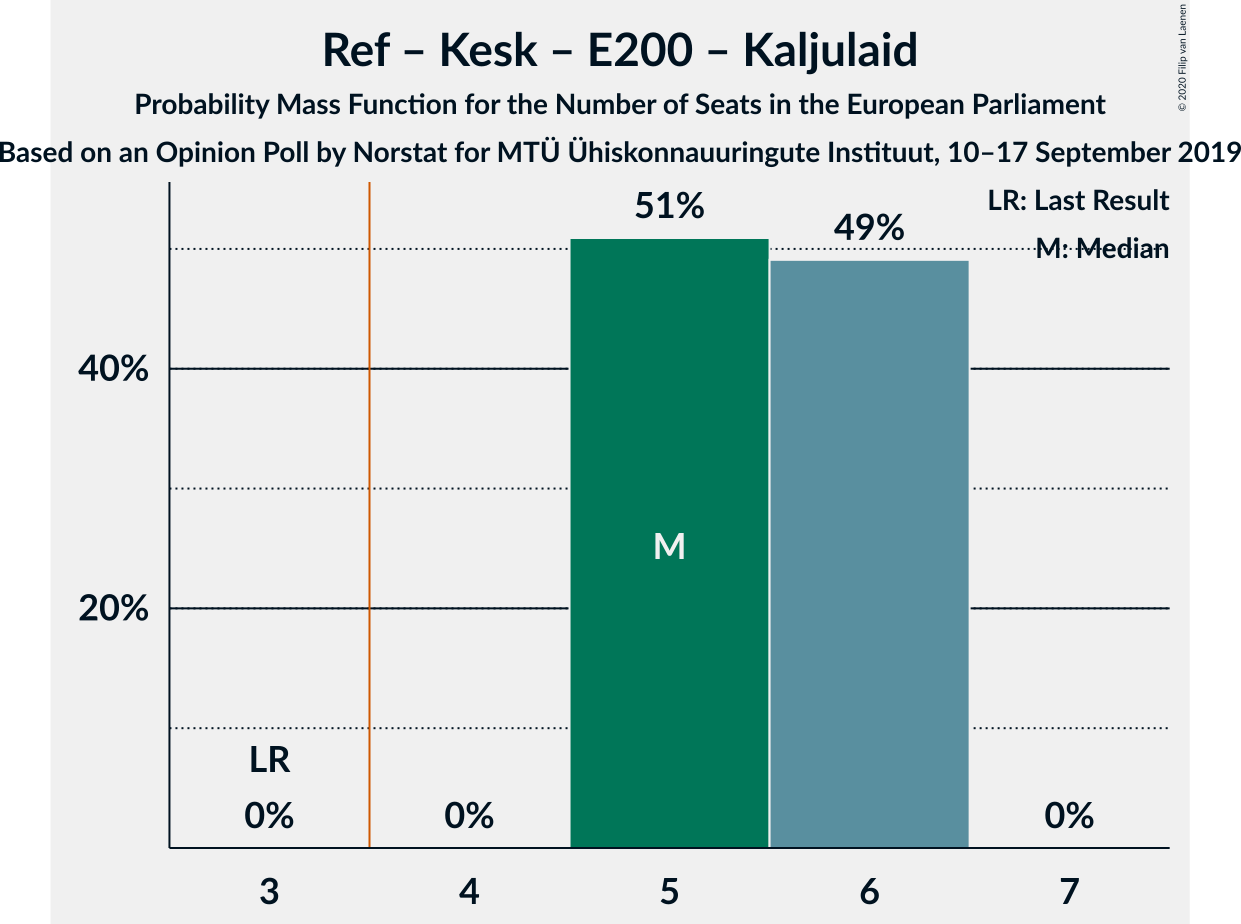 Ref – Kesk – E200 – Kaljulaid
Probability Mass Function for the Number of Seats in the European Parliament
Based on an Opinion Poll by Norstat for MTÜ Ühiskonnauuringute Instituut, 10–17 September 2019
© 2020 Filip van Laenen
LR: Last Result
M: Median
51%
49%
40%
M
20%
LR
0%
0%
0%
3
4
5
6
7